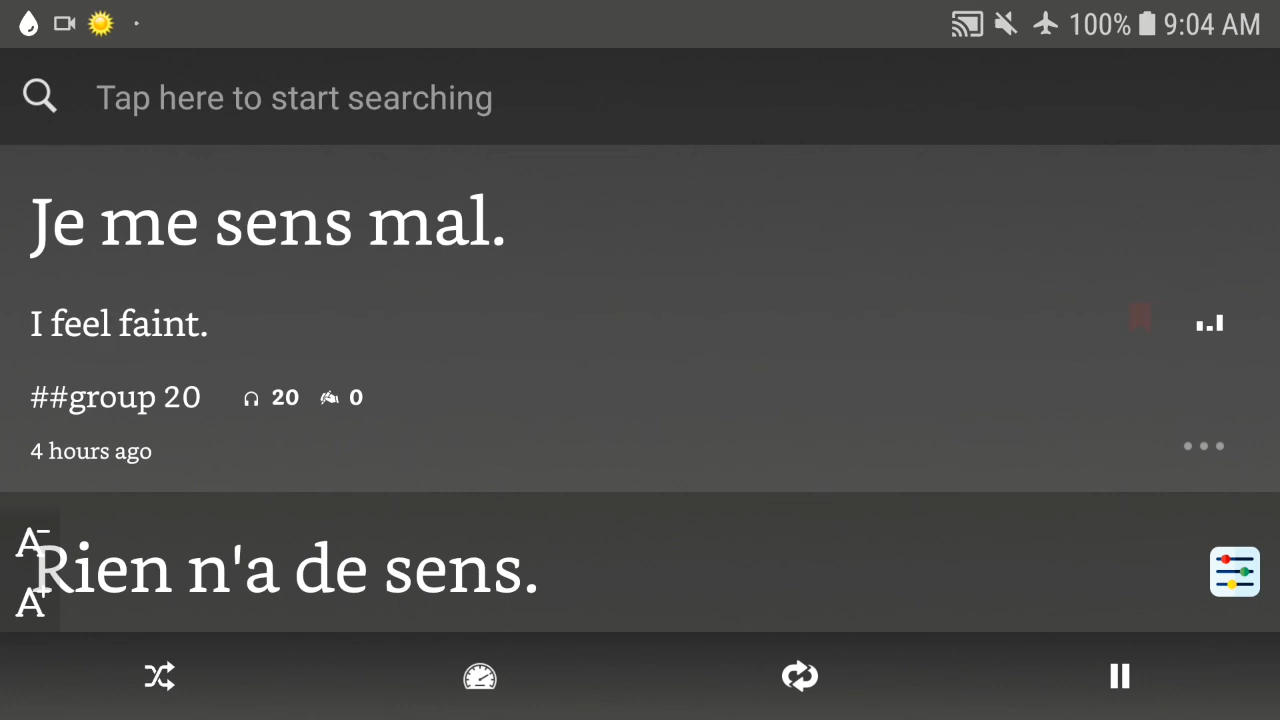 100% 9:04 AM
Tap here to start searching
Je me sens mal.
I feel faint.
##group 20 20 0
4 hours ago
A-
Rien n'a de sens.
A+